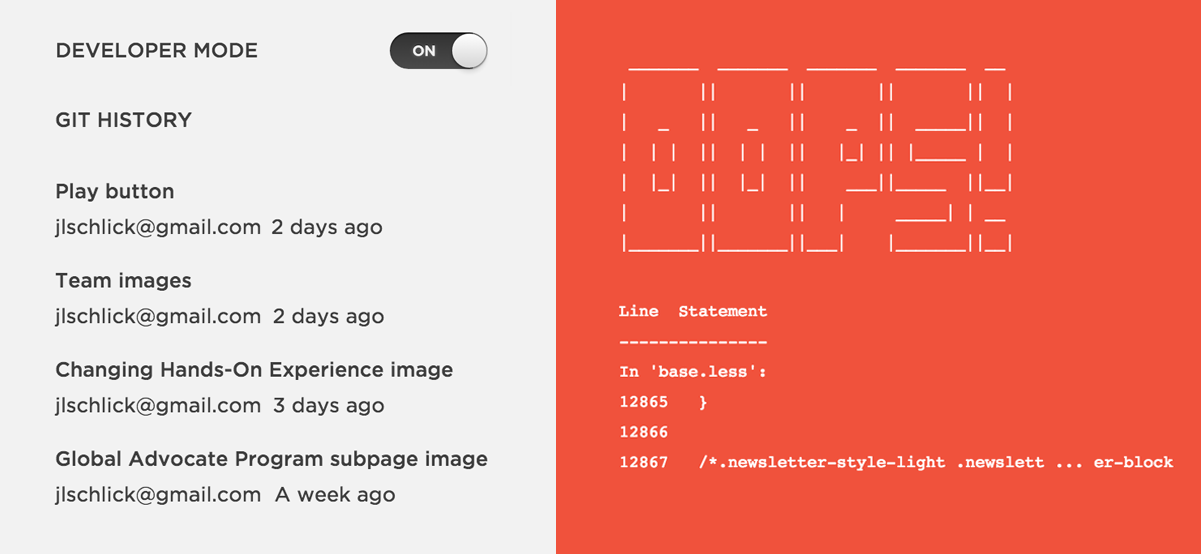 DEVELOPER MODE
ON
GIT HISTORY
Play button
jlschlick@gmail.com 2 days ago
Team images
jlschlick@gmail.com 2 days ago
Changing Hands-On Experience image
jlschlick@gmail.com 3 days ago
Global Advocate Program subpage image
jlschlick@gmail.com A week ago
OOPS!
Line Statement
---------------
In 'base.less':
12865 }
12866
12867 /*.newsletter-style-light .newslett ... er-block